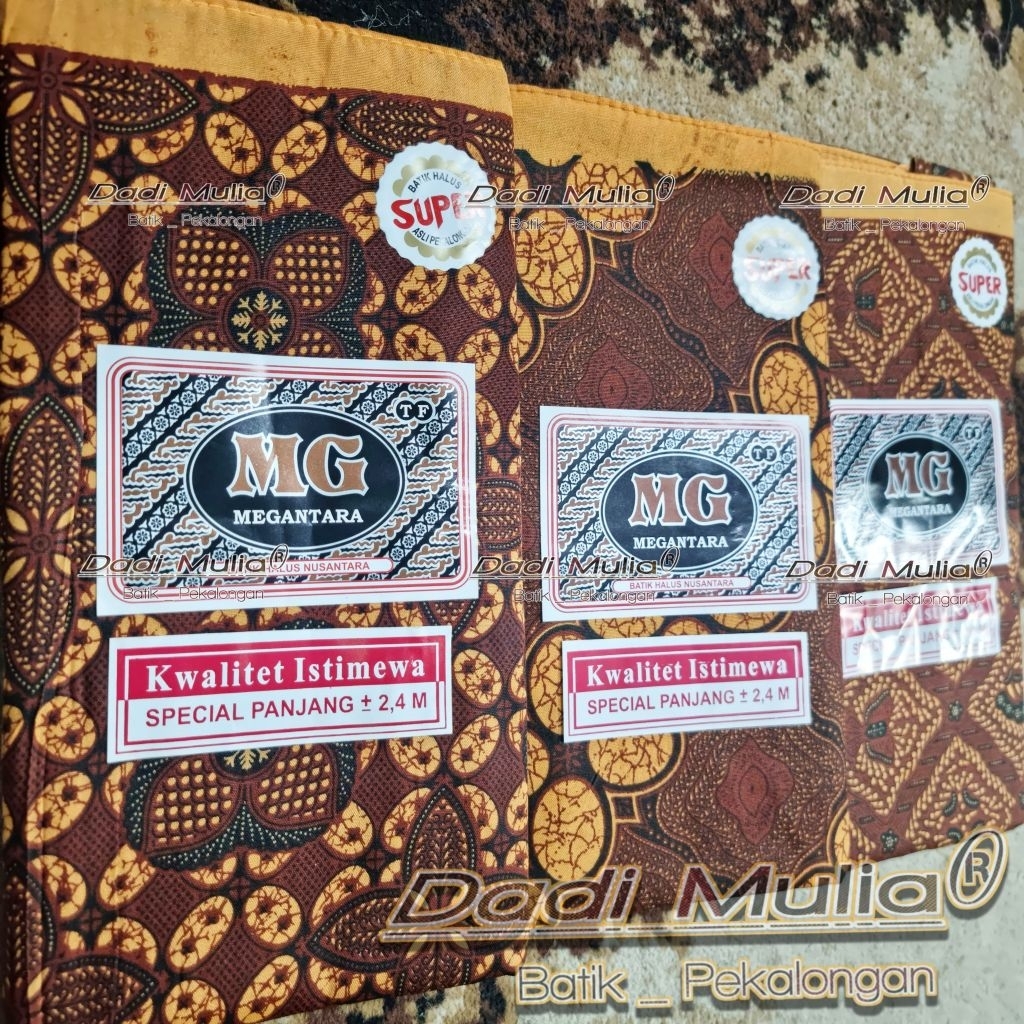 BATIK HALUS
SUPER
ASLI PEKALONGAN
SUPER
SUPER
Dadi Mulia®
Batik _ Pekalongan
Dadi Mulia®
Batik _ Pekalongan
Dadi Mulia®
Batik _ Pekalongan
T F
MG
MEGANTARA
HALUS NUSANTARA
Kwalitet Istimewa
SPECIAL PANJANG ± 2,4 M
T F
MG
MEGANTARA
BATIK HALUS NUSANTARA
Kwalitet Istimewa
SPECIAL PANJANG ± 2,4 M
T F
MG
MEGANTARA
Dadi Mulia®
Batik _ Pekalongan
Dadi Mulia®
Batik _ Pekalongan
Dadi Mulia®
Batik _ Pekalongan
Dadi Mulia®
Batik _ Pekalongan